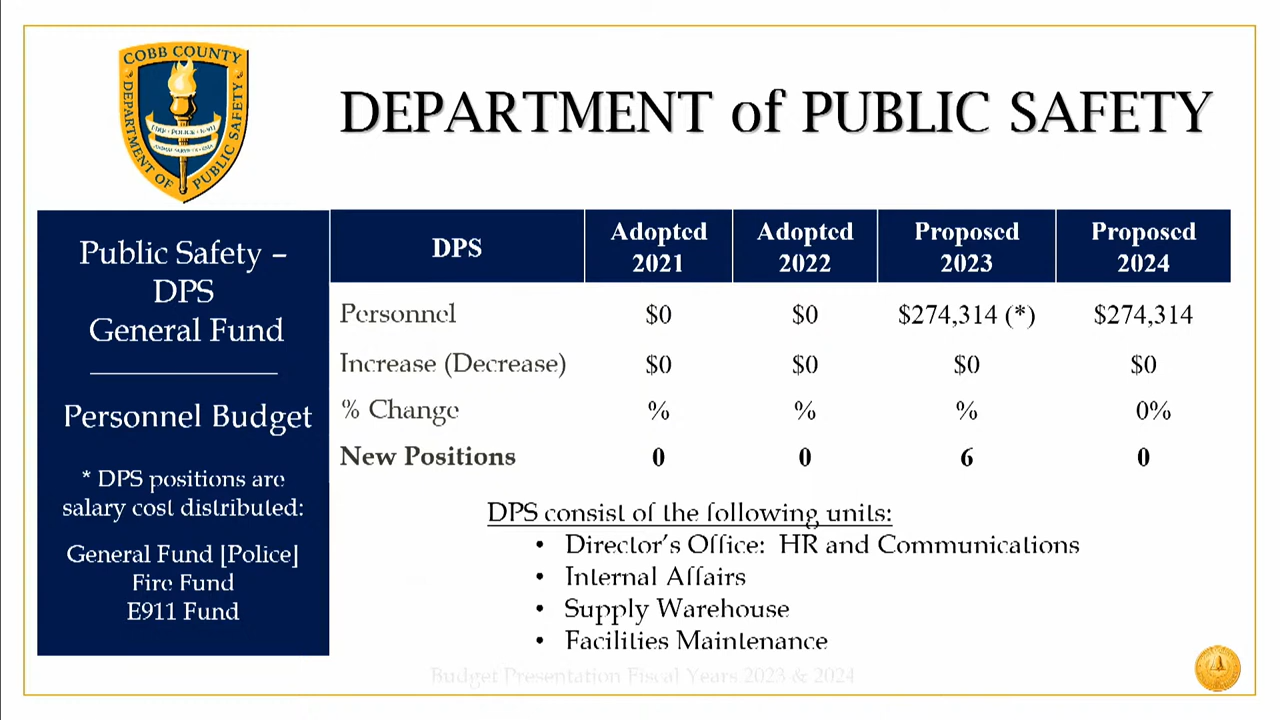 COBB COUNTY
DEPARTMENT OF PUBLIC SAFETY
DEPARTMENT of PUBLIC SAFETY
Public Safety –
DPS
General Fund
Personnel Budget
* DPS positions are
salary cost distributed:
General Fund [Police]
Fire Fund
E911 Fund
DPS Adopted 2021 Adopted 2022 Proposed 2023 Proposed 2024
Personnel $0 $0 $274,314 (*) $274,314
Increase (Decrease) $0 $0 $0 $0
% Change % % % 0%
New Positions 0 0 6 0
DPS consist of the following units:
• Director's Office: HR and Communications
• Internal Affairs
• Supply Warehouse
• Facilities Maintenance
Budget Presentation Fiscal Years 2023 & 2024